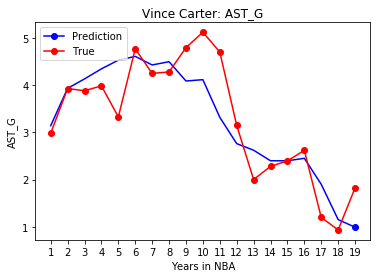 Vince Carter: AST_G
Prediction
True
AST_G
5
4
3
2
1
1 2 3 4 5 6 7 8 9 10 11 12 13 14 15 16 17 18 19
Years in NBA